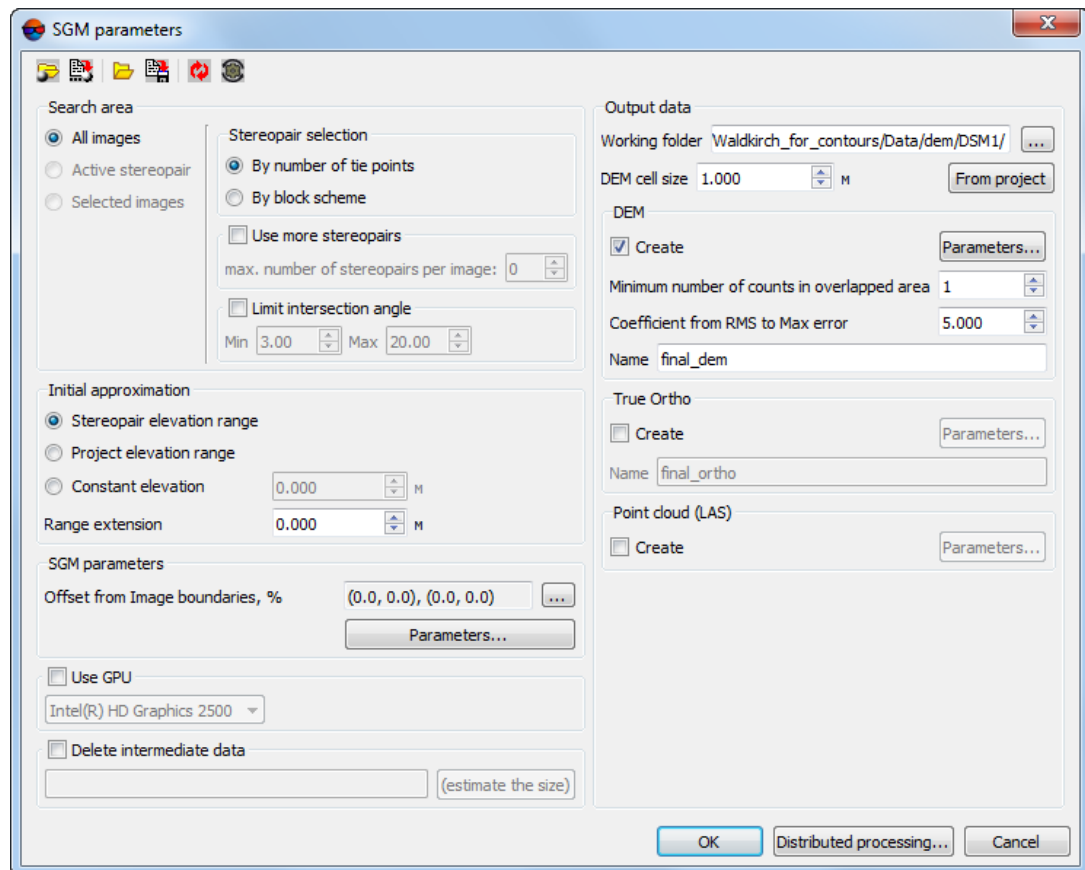 SGM parameters
Search area
All images
Active stereopair
Selected images
Stereopair selection
By number of tie points
By block scheme
Use more stereopairs
max. number of stereopairs per image: 0
Limit intersection angle
Min 3.00 Max 20.00
Initial approximation
Stereopair elevation range
Project elevation range
Constant elevation 0.000 м
Range extension 0.000 м
SGM parameters
Offset from Image boundaries, % (0.0, 0.0), (0.0, 0.0) ...
Parameters...
Use GPU
Intel(R) HD Graphics 2500
Delete intermediate data
(estimate the size)
Output data
Working folder Waldkirch_for_contours/Data/dem/DSM1/ ...
DEM cell size 1.000 м From project
DEM
Create Parameters...
Minimum number of counts in overlapped area 1
Coefficient from RMS to Max error 5.000
Name final_dem
True Ortho
Create Parameters...
Name final_ortho
Point cloud (LAS)
Create Parameters...
OK Distributed processing... Cancel